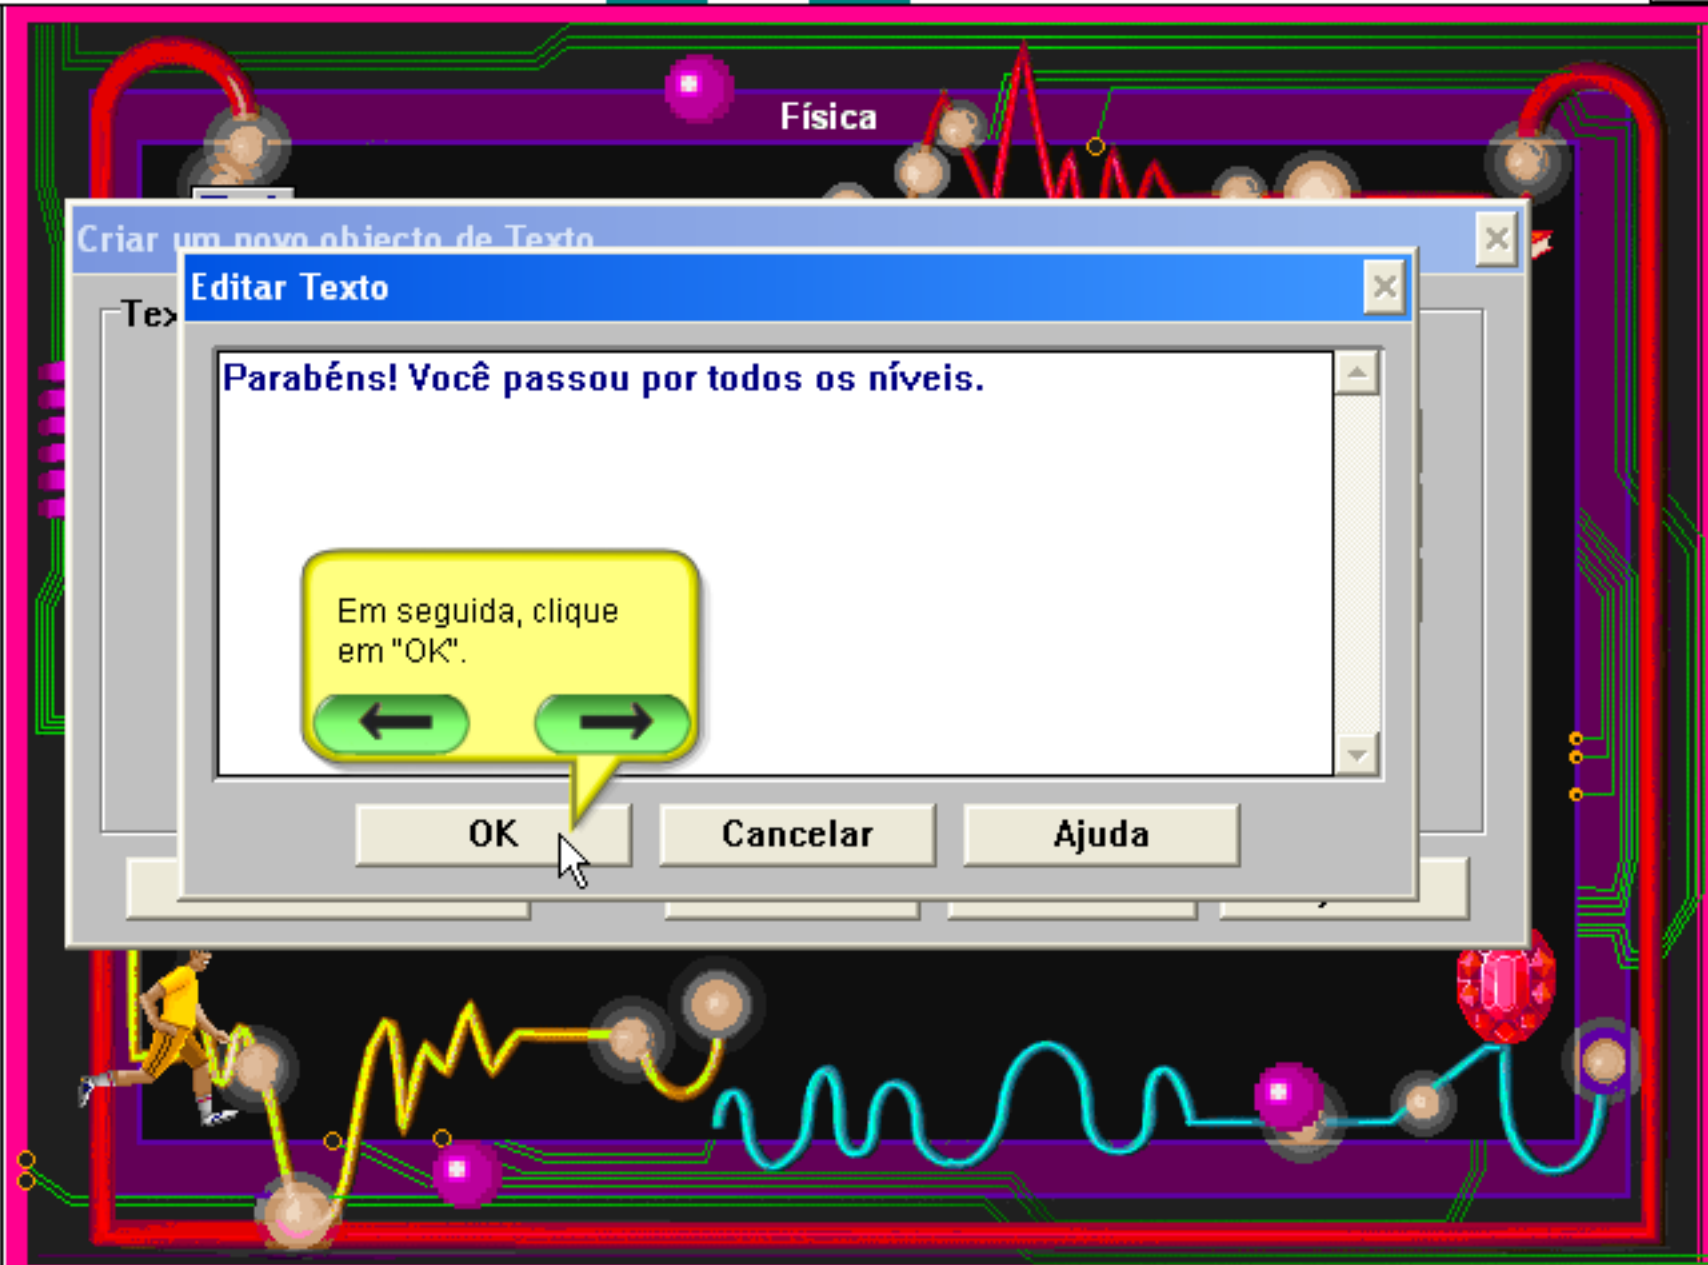 Física
Criar um novo objecto de Texto
Editar Texto
Parabéns! Você passou por todos os níveis.
Em seguida, clique
em "OK".
OK
Cancelar
Ajuda